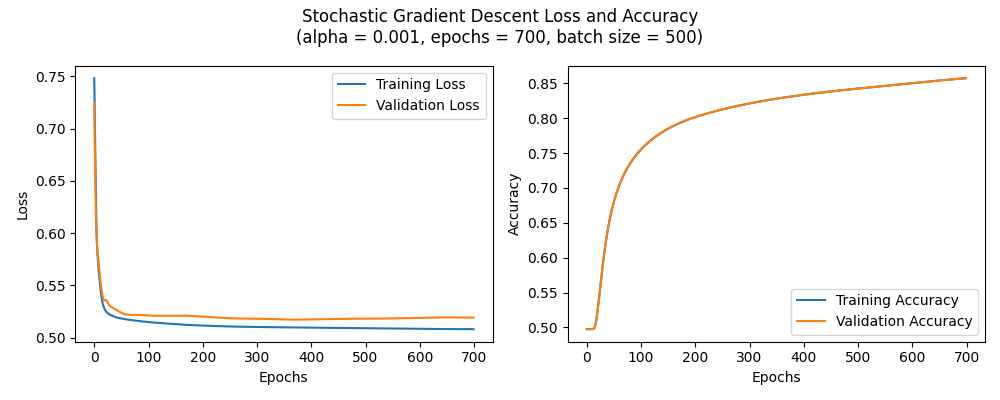 Stochastic Gradient Descent Loss and Accuracy
(alpha = 0.001, epochs = 700, batch size = 500)
0.75
0.70
0.65
0.60
0.55
0.50
Loss
Training Loss
Validation Loss
0 100 200 300 400 500 600 700
Epochs
0.85
0.80
0.75
0.70
0.65
0.60
0.55
0.50
Accuracy
Training Accuracy
Validation Accuracy
0 100 200 300 400 500 600 700
Epochs